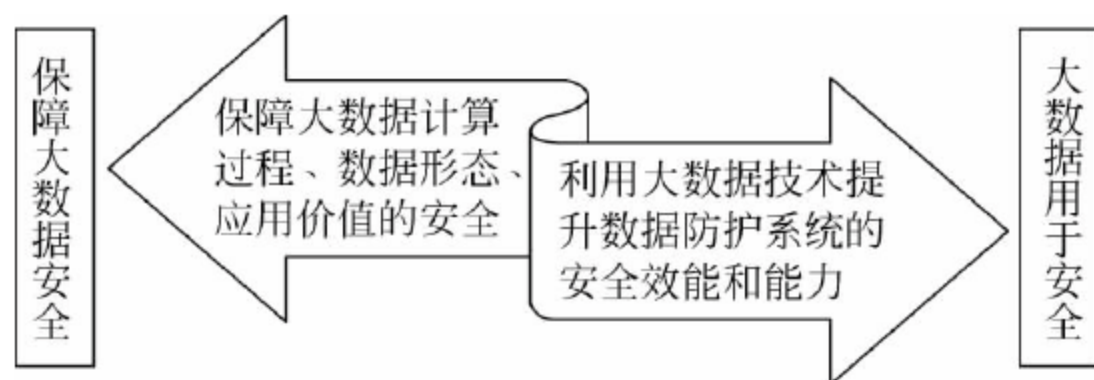 保障大数据安全
保障大数据计算
过程、数据形态、
应用价值的安全
利用大数据技术提
升数据防护系统的
安全效能和能力
大数据用于安全